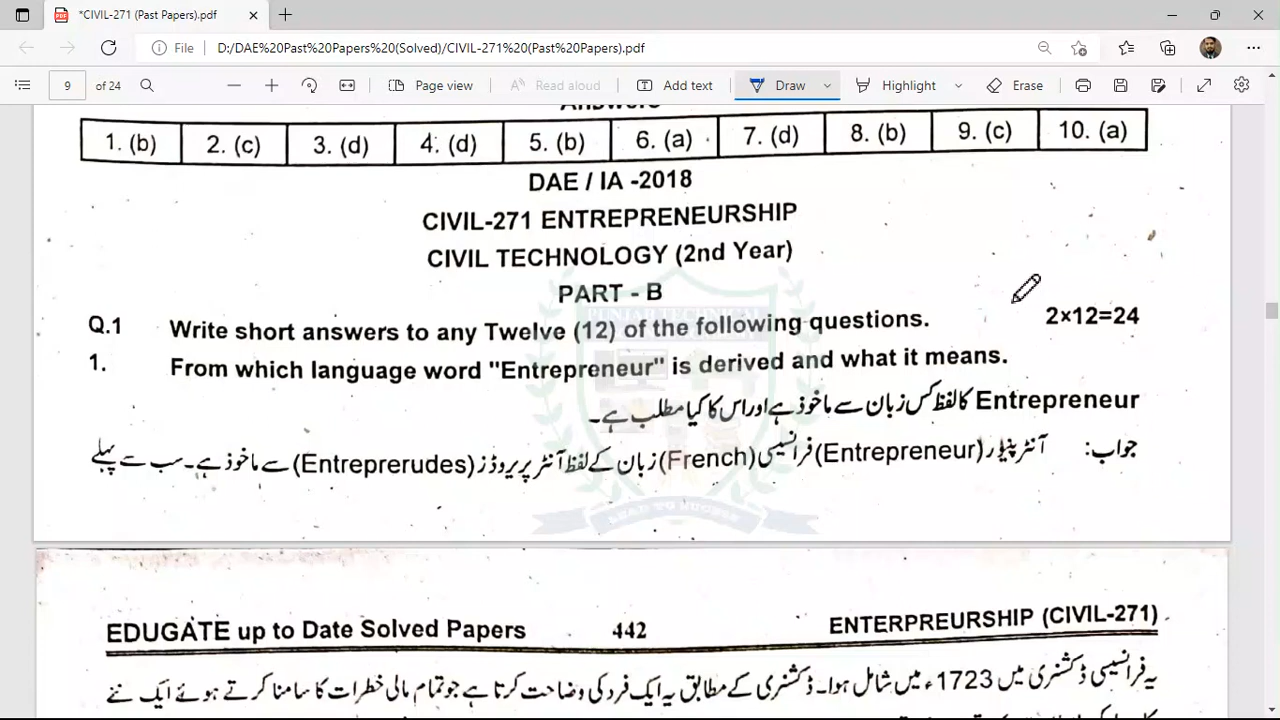 *CIVIL-271 (Past Papers).pdf
File D:/DAE%20Past%20Papers%20(Solved)/CIVIL-271%20(Past%20Papers).pdf
9 of 24 Page view Read aloud Add text Draw Highlight Erase
Answers
1. (b) 2. (c) 3. (d) 4. (d) 5. (b) 6. (a) 7. (d) 8. (b) 9. (c) 10. (a)
DAE / IA -2018
CIVIL-271 ENTREPRENEURSHIP
CIVIL TECHNOLOGY (2nd Year)
PART - B
Q.1 Write short answers to any Twelve (12) of the following questions. 2×12=24
1. From which language word "Entrepreneur" is derived and what it means.
Entrepreneur کا لفظ کس زبان سے ماخوذ ہے اور اس کا کیا مطلب ہے۔
جواب: آنٹرپنیور (Entrepreneur) فرانسیسی (French) زبان کے لفظ آنٹرپریروڈز (Entreprerudes) سے ماخوذ ہے۔ سب سے پہلے
EDUGATE up to Date Solved Papers 442 ENTERPREURSHIP (CIVIL-271)
یہ فرانسیسی ڈکشنری میں 1723ء میں شامل ہوا۔ ڈکشنری کے مطابق یہ ایک فرد کی وضاحت کرتا ہے جو تمام مالی خطرات کا سامنا کرتے ہوئے ایک نئے